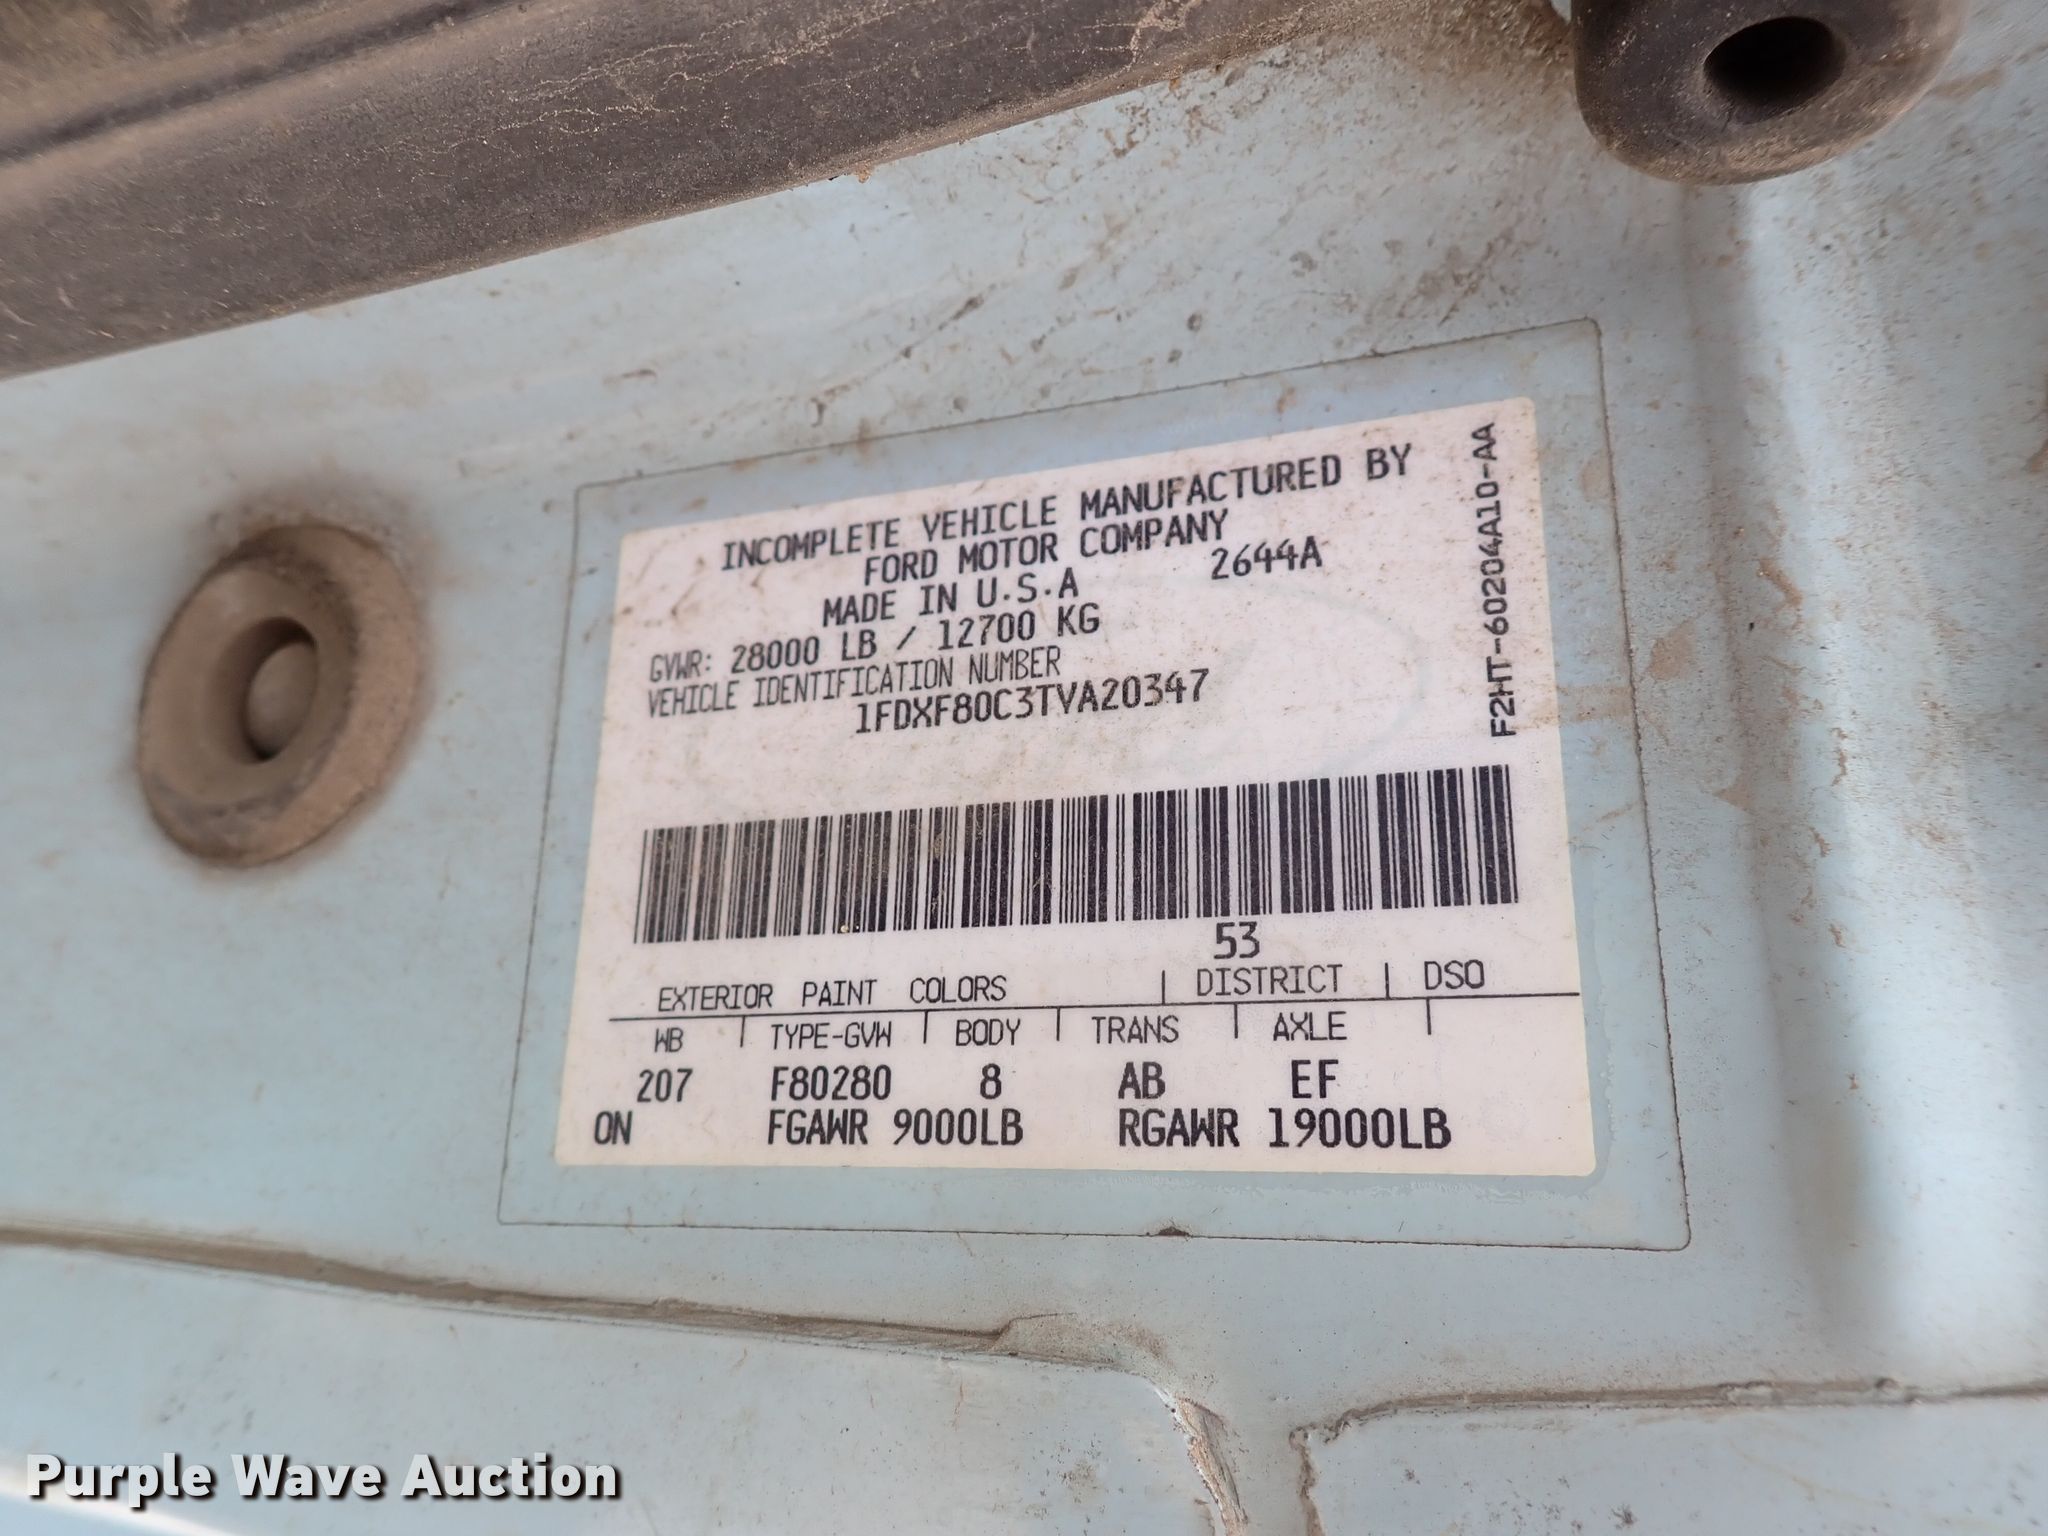 INCOMPLETE VEHICLE MANUFACTURED BY
FORD MOTOR COMPANY
MADE IN U.S.A 2644A
GVWR: 28000 LB / 12700 KG
VEHICLE IDENTIFICATION NUMBER
1FDXF80C3TVA20347
F2HT-60204A10-AA
53
EXTERIOR PAINT COLORS | DISTRICT | DSO
WB | TYPE-GVW | BODY | TRANS | AXLE |
207 F80280 8 AB EF
ON FGAWR 9000LB RGAWR 19000LB
Purple Wave Auction